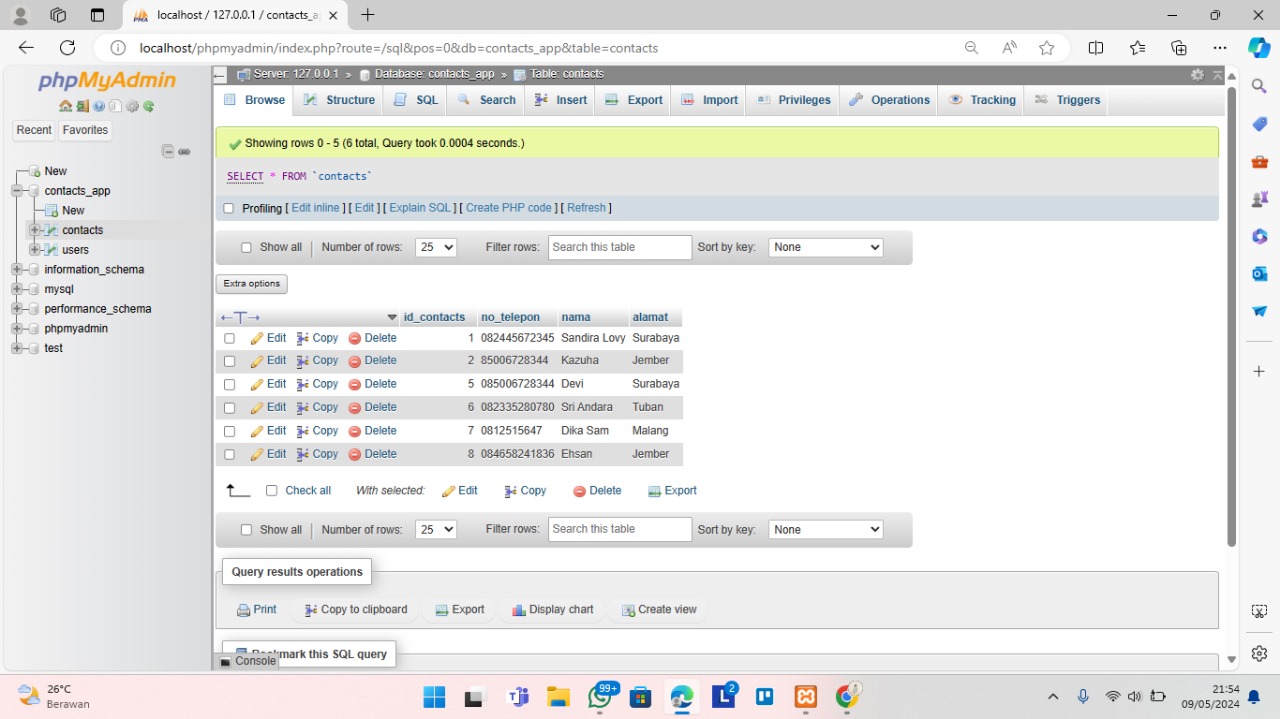 localhost / 127.0.0.1 / contacts_a
localhost/phpmyadmin/index.php?route=/sql&pos=0&db=contacts_app&table=contacts
phpMyAdmin
Recent Favorites
New
contacts_app
New
contacts
users
information_schema
mysql
performance_schema
phpmyadmin
test
Server: 127.0.0.1 » Database: contacts_app » Table: contacts
Browse Structure SQL Search Insert Export Import Privileges Operations Tracking Triggers
Showing rows 0 - 5 (6 total, Query took 0.0004 seconds.)
SELECT * FROM `contacts`
Profiling [ Edit inline ] [ Edit ] [ Explain SQL ] [ Create PHP code ] [ Refresh ]
Show all Number of rows: 25 Filter rows: Search this table Sort by key: None
Extra options
id_contacts no_telepon nama alamat
Edit Copy Delete 1 082445672345 Sandira Lovy Surabaya
Edit Copy Delete 2 85006728344 Kazuha Jember
Edit Copy Delete 5 085006728344 Devi Surabaya
Edit Copy Delete 6 082335280780 Sri Andara Tuban
Edit Copy Delete 7 0812515647 Dika Sam Malang
Edit Copy Delete 8 084658241836 Ehsan Jember
Check all With selected: Edit Copy Delete Export
Show all Number of rows: 25 Filter rows: Search this table Sort by key: None
Query results operations
Print Copy to clipboard Export Display chart Create view
Bookmark this SQL query
Console
26°C
Berawan
99+
2
21:54
09/05/2024